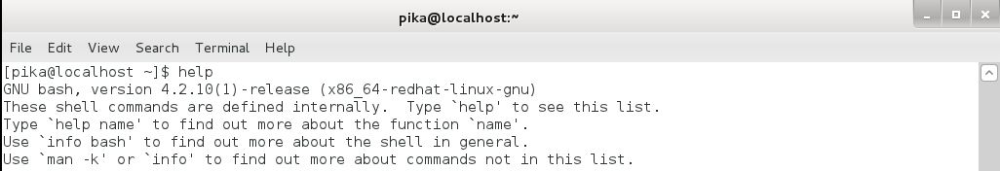 pika@localhost:~
File Edit View Search Terminal Help
[pika@localhost ~]$ help
GNU bash, version 4.2.10(1)-release (x86_64-redhat-linux-gnu)
These shell commands are defined internally.  Type `help' to see this list.
Type `help name' to find out more about the function `name'.
Use `info bash' to find out more about the shell in general.
Use `man -k' or `info' to find out more about commands not in this list.